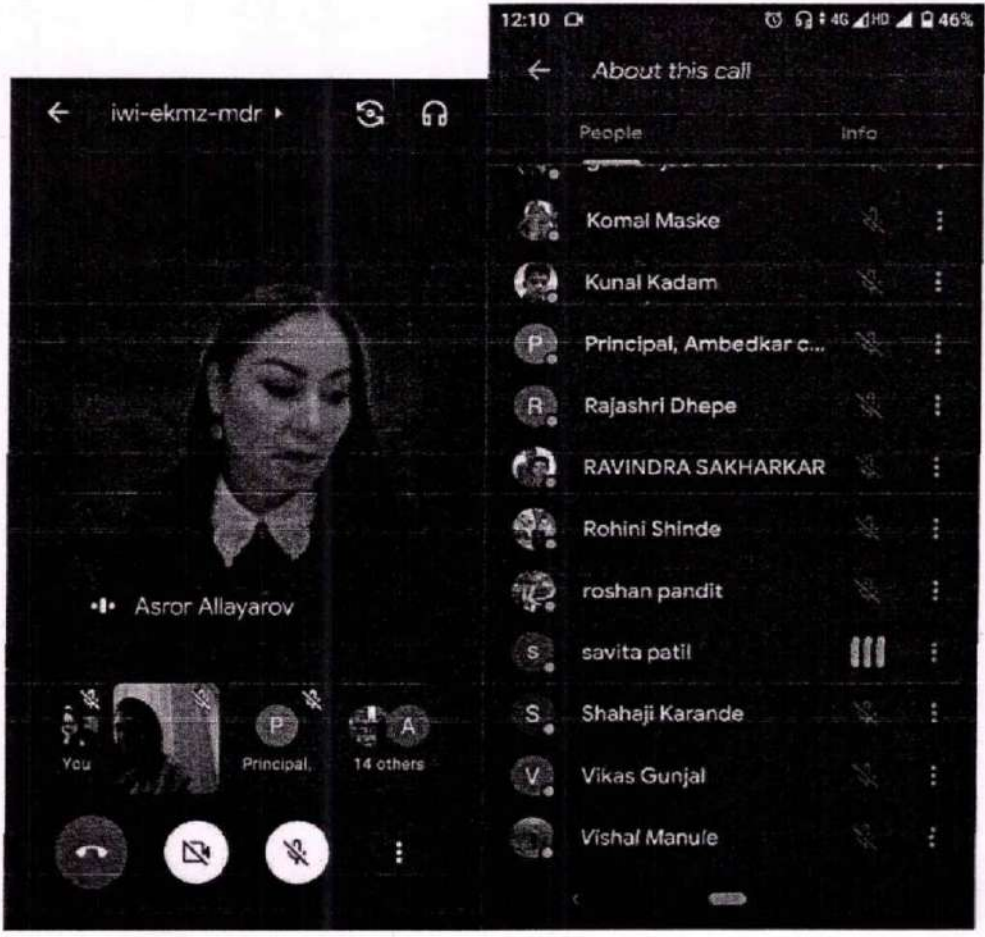 iwi-ekmz-mdr
Asror Allayarov
You
Principal,
A
14 others
P
12:10
4G HD 46%
About this call
People
Info
Komal Maske
Kunal Kadam
P
Principal, Ambedkar c...
R
Rajashri Dhepe
RAVINDRA SAKHARKAR
Rohini Shinde
roshan pandit
s
savita patil
S
Shahaji Karande
V
Vikas Gunjal
Vishal Manule